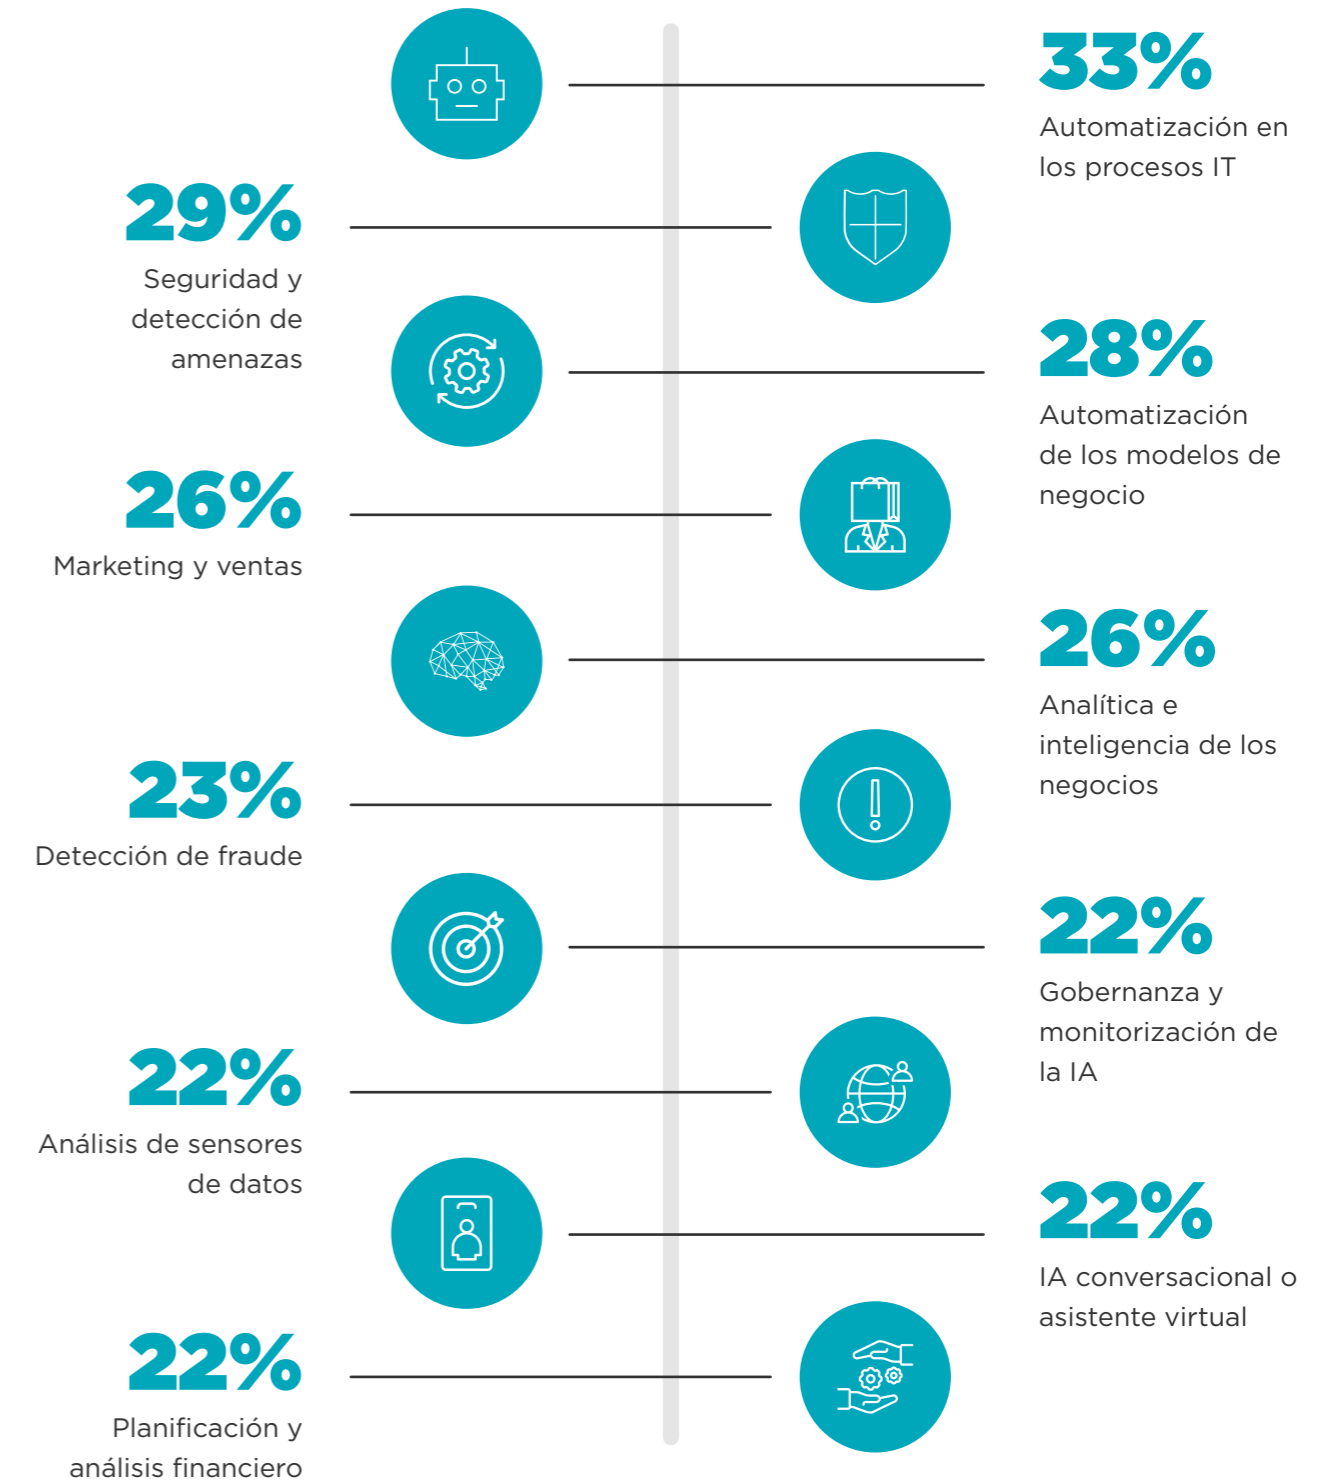 33%
Automatización en
los procesos IT
29%
Seguridad y
detección de
amenazas
28%
Automatización
de los modelos de
negocio
26%
Marketing y ventas
26%
Analítica e
inteligencia de los
negocios
23%
Detección de fraude
22%
Gobernanza y
monitorización de
la IA
22%
Análisis de sensores
de datos
22%
IA conversacional o
asistente virtual
22%
Planificación y
análisis financiero